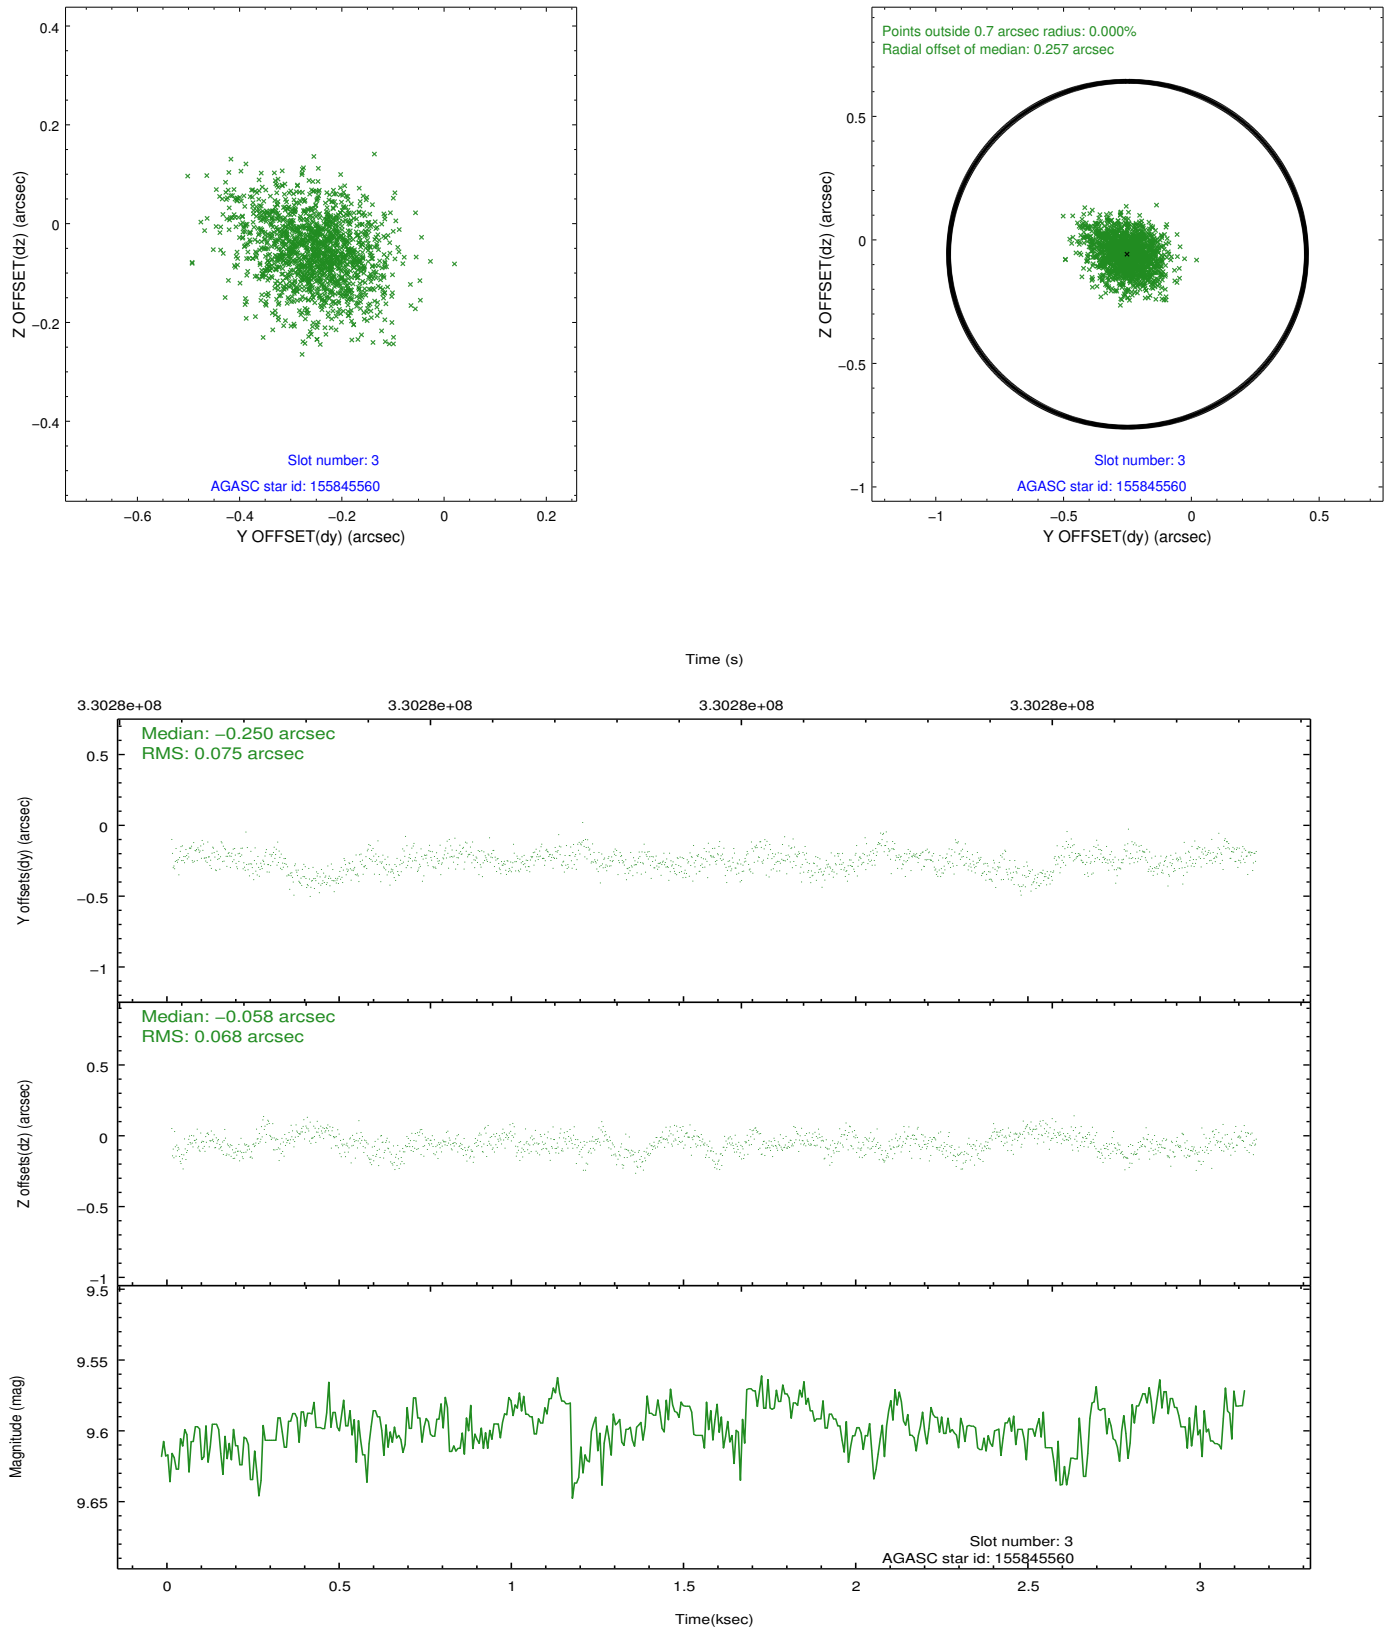 0.4
0.2
0
−0.2
−0.4
Z OFFSET(dz) (arcsec)
Slot number: 3
AGASC star id: 155845560
−0.6 −0.4 −0.2 0 0.2
Y OFFSET(dy) (arcsec)
Points outside 0.7 arcsec radius: 0.000%
Radial offset of median: 0.257 arcsec
0.5
0
−0.5
−1
Z OFFSET(dz) (arcsec)
Slot number: 3
AGASC star id: 155845560
−1 −0.5 0 0.5
Y OFFSET(dy) (arcsec)
Time (s)
3.3028e+08 3.3028e+08 3.3028e+08 3.3028e+08
Median: −0.250 arcsec
RMS: 0.075 arcsec
0.5
0
−0.5
−1
Y offsets(dy) (arcsec)
Median: −0.058 arcsec
RMS: 0.068 arcsec
0.5
0
−0.5
−1
Z offsets(dz) (arcsec)
9.5
9.55
9.6
9.65
Magnitude (mag)
Slot number: 3
AGASC star id: 155845560
0 0.5 1 1.5 2 2.5 3
Time(ksec)